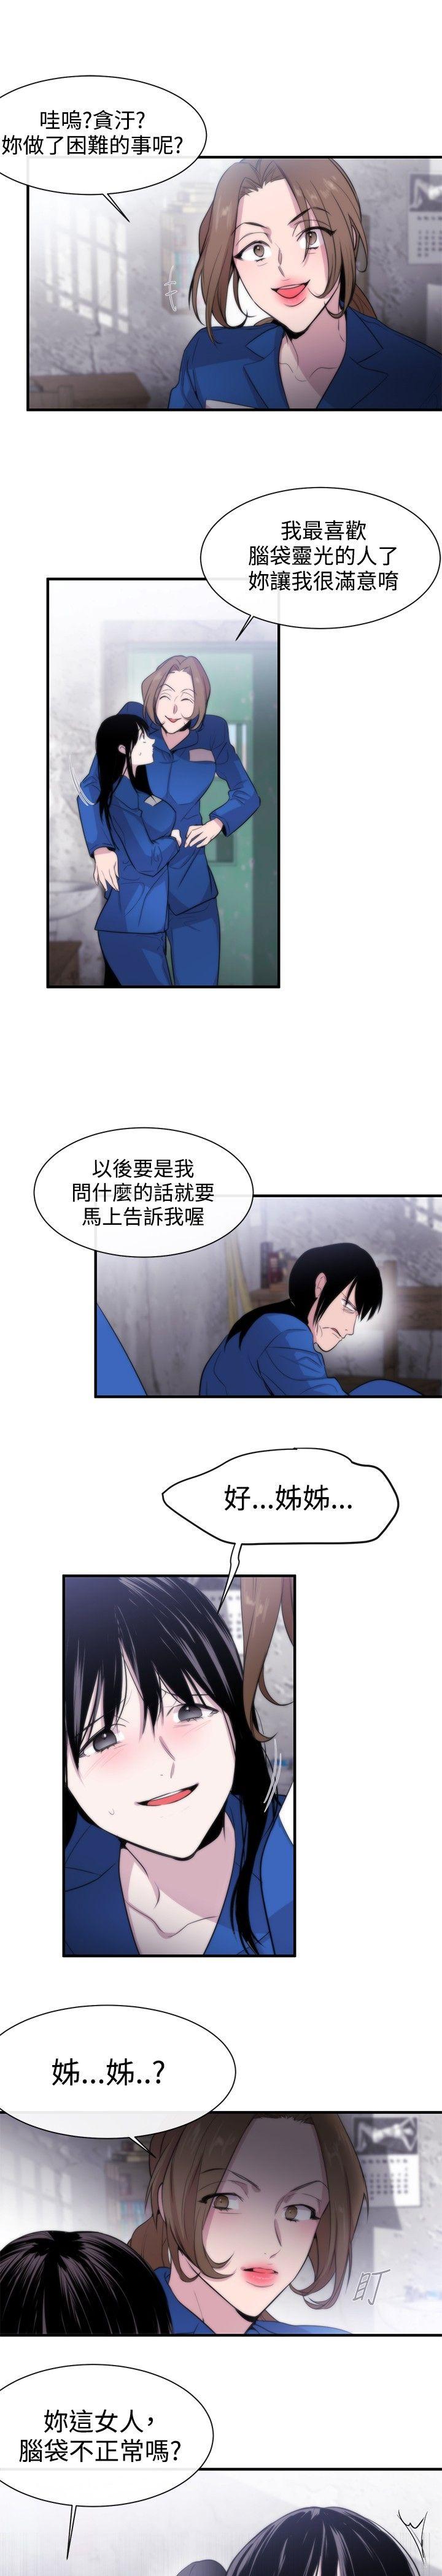 哇嗚?貪汙?
妳做了困難的事呢?
我最喜歡
腦袋靈光的人了
妳讓我很滿意唷
以後要是我
問什麼的話就要
馬上告訴我喔
好...姊姊...
姊...姊..?
盯
妳這女人,
腦袋不正常嗎?